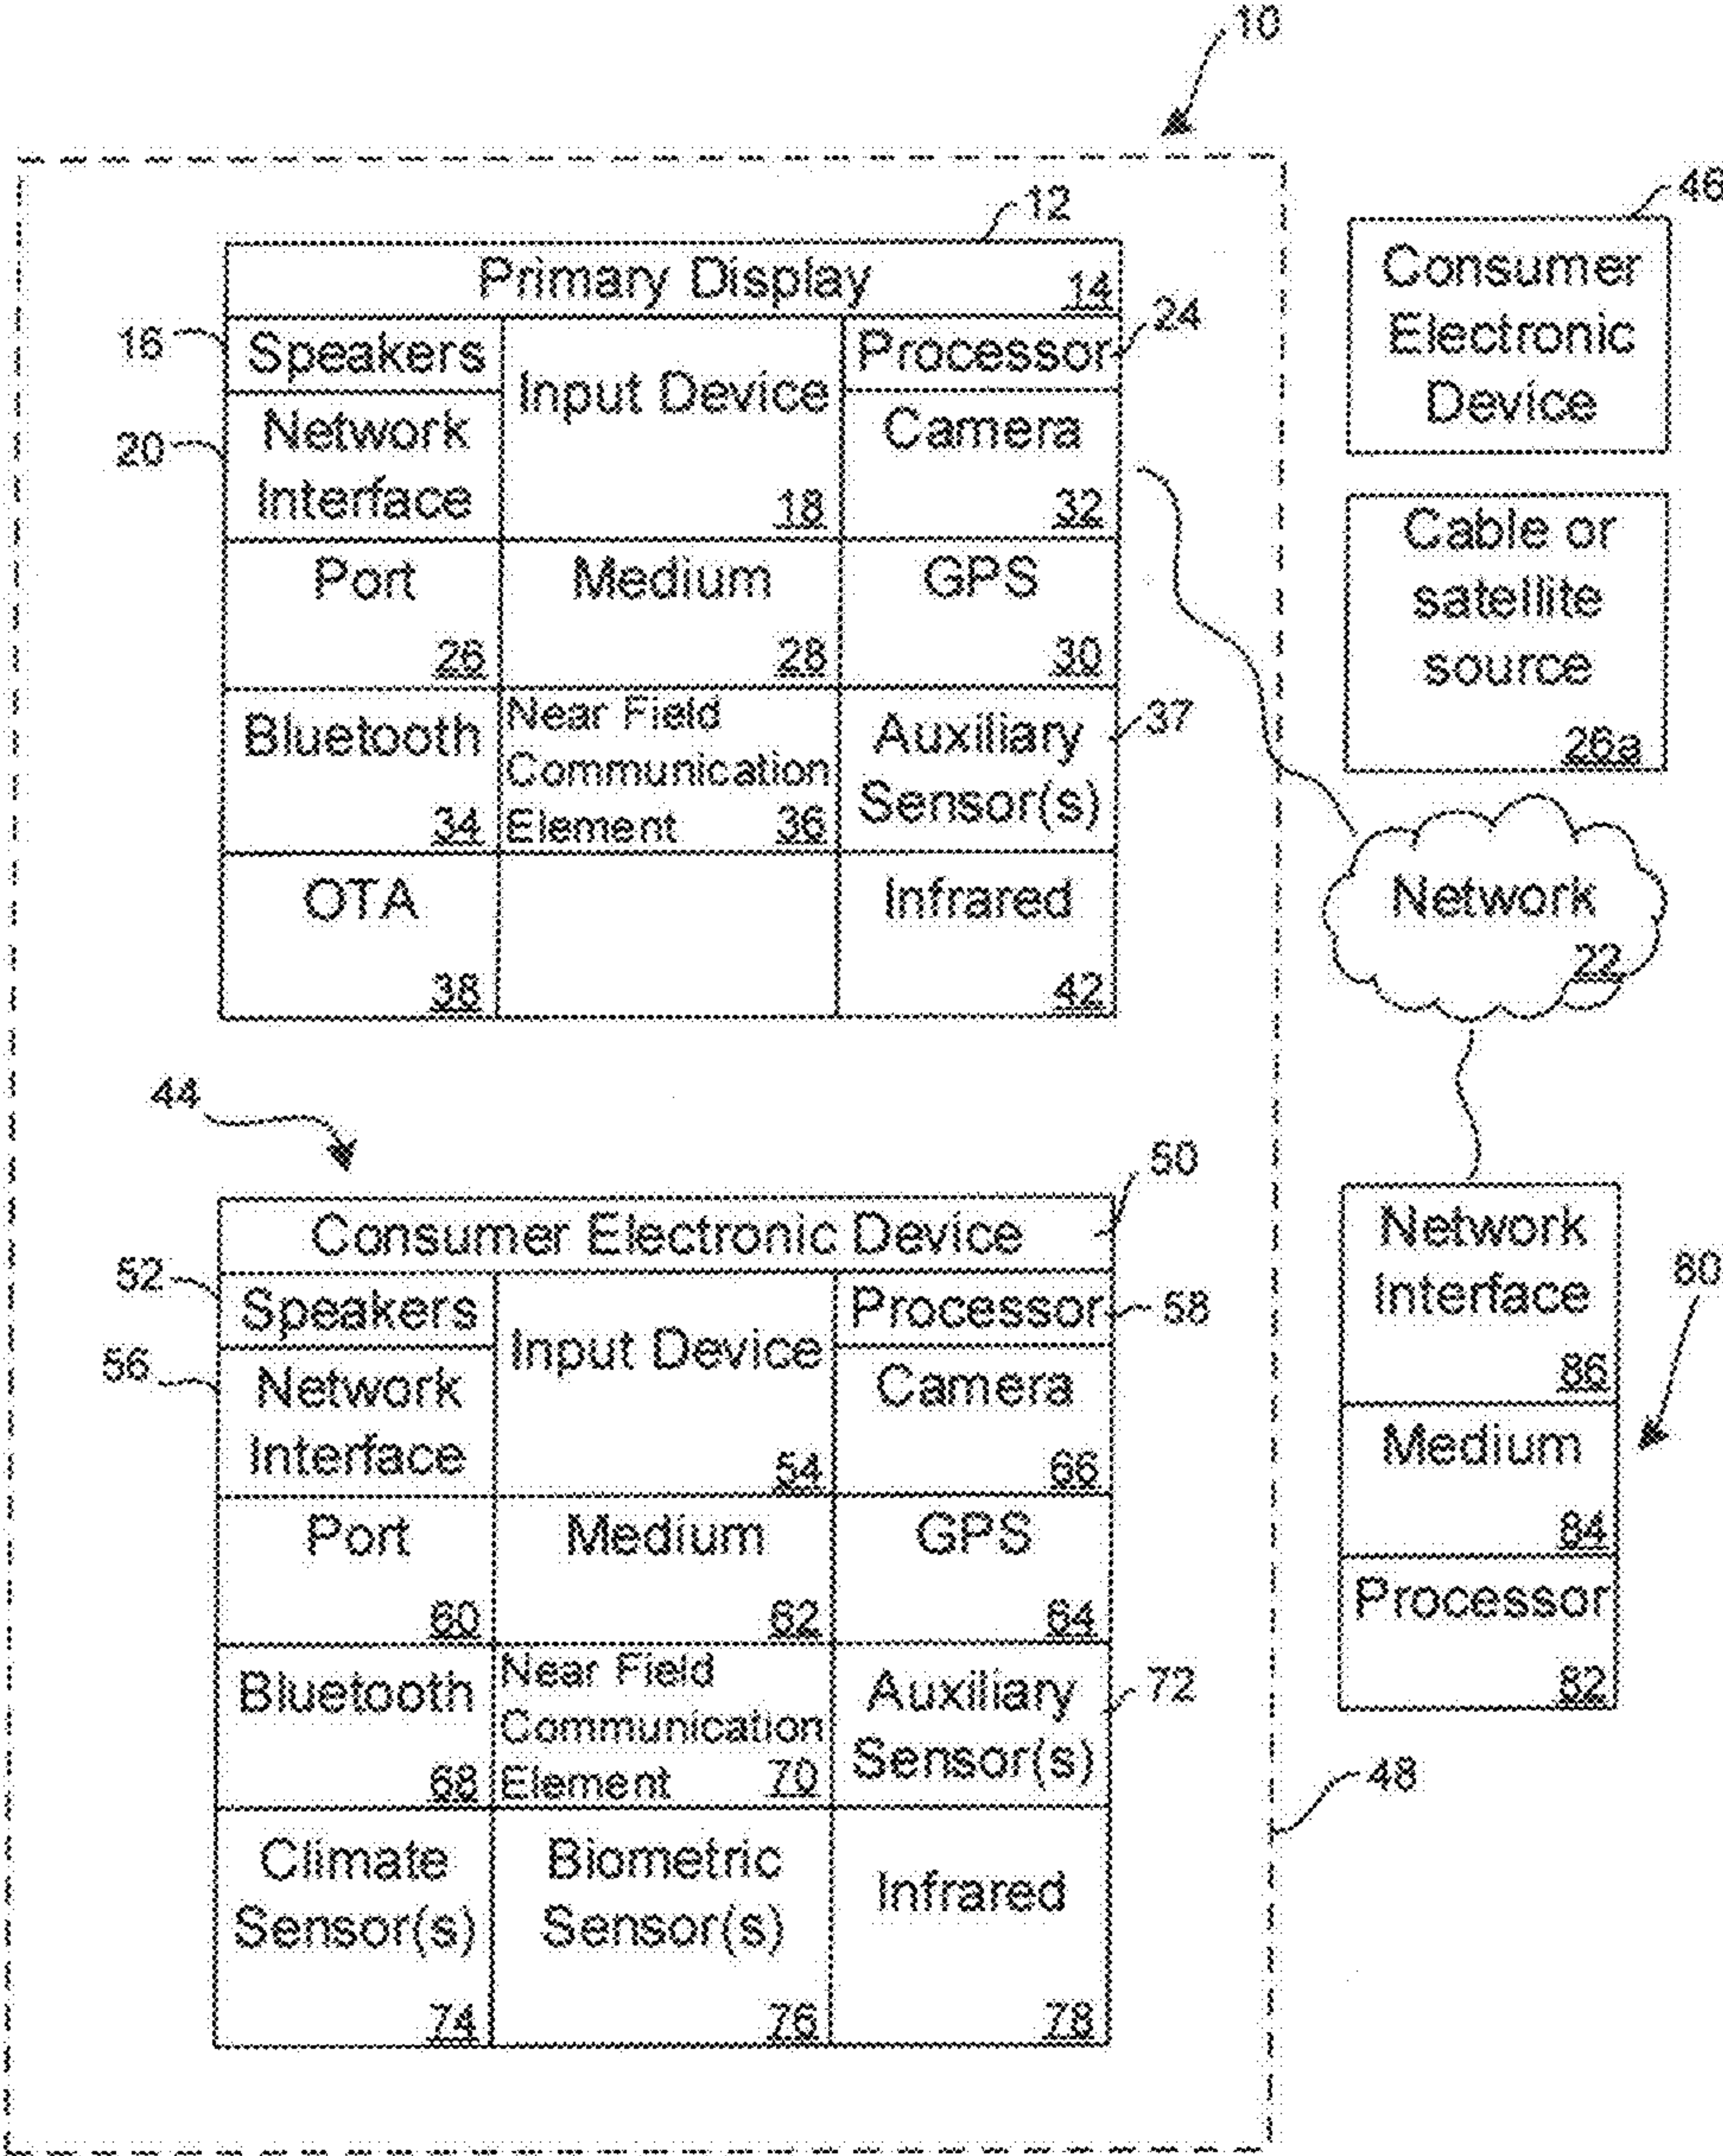 10
12
46
Primary Display
14
Consumer
Electronic
Device
16
Speakers
Input Device
18
Processor
24
20
Network
Interface
Camera
32
Cable or
satellite
source
26a
Port
26
Medium
28
GPS
30
Bluetooth
34
Near Field
Communication
Element 36
Auxiliary
Sensor(s)
37
OTA
38
Infrared
42
Network
22
44
50
Consumer Electronic Device
52
Speakers
Input Device
54
Processor
58
56
Network
Interface
Camera
66
Port
60
Medium
62
GPS
64
Bluetooth
68
Near Field
Communication
Element 70
Auxiliary
Sensor(s)
72
Climate
Sensor(s)
74
Biometric
Sensor(s)
76
Infrared
78
Network
Interface
86
80
Medium
84
Processor
82
48